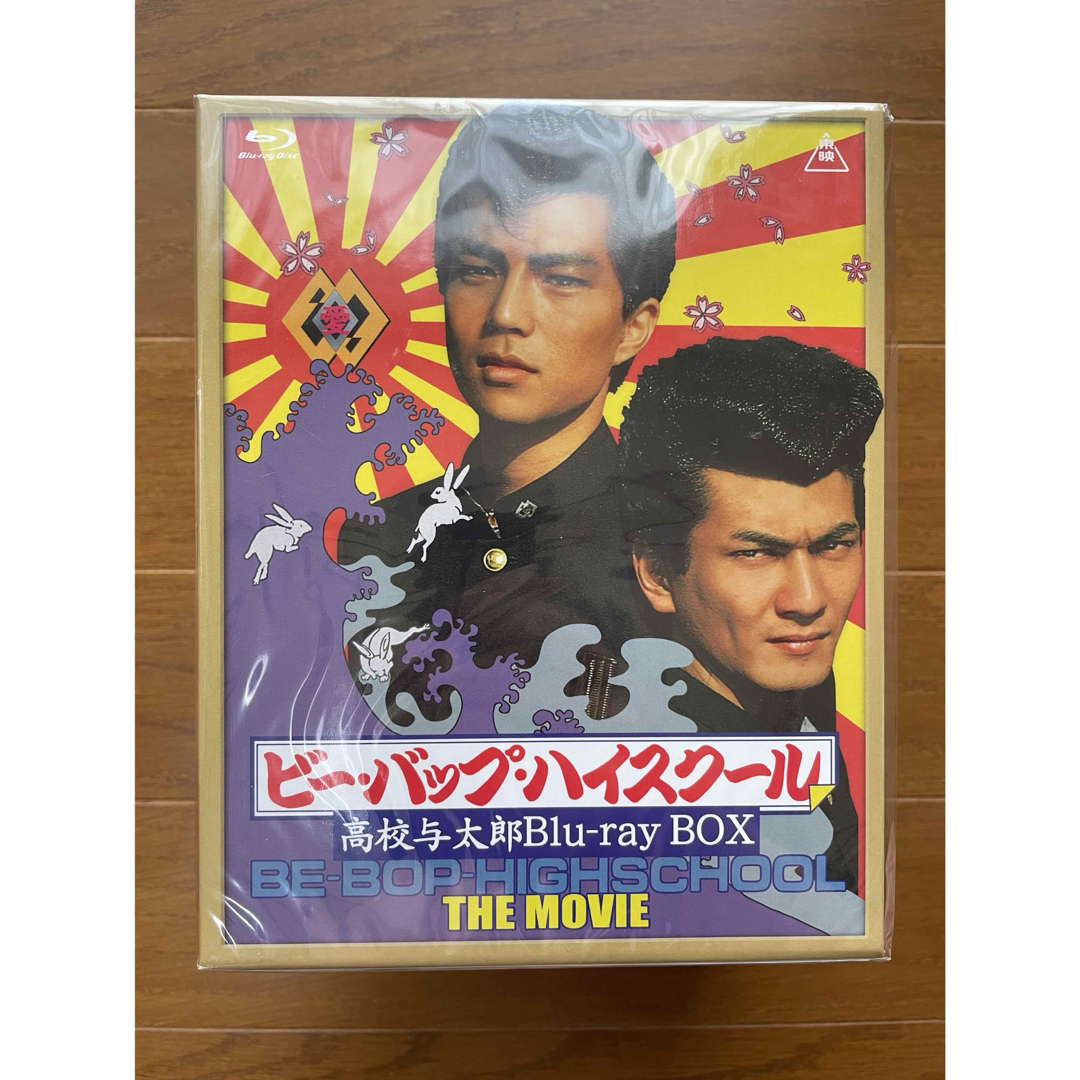 Blu-ray Disc
東映
愛
ビー・バップ・ハイスクール
高校与太郎Blu-ray BOX
BE-BOP-HIGHSCHOOL
THE MOVIE